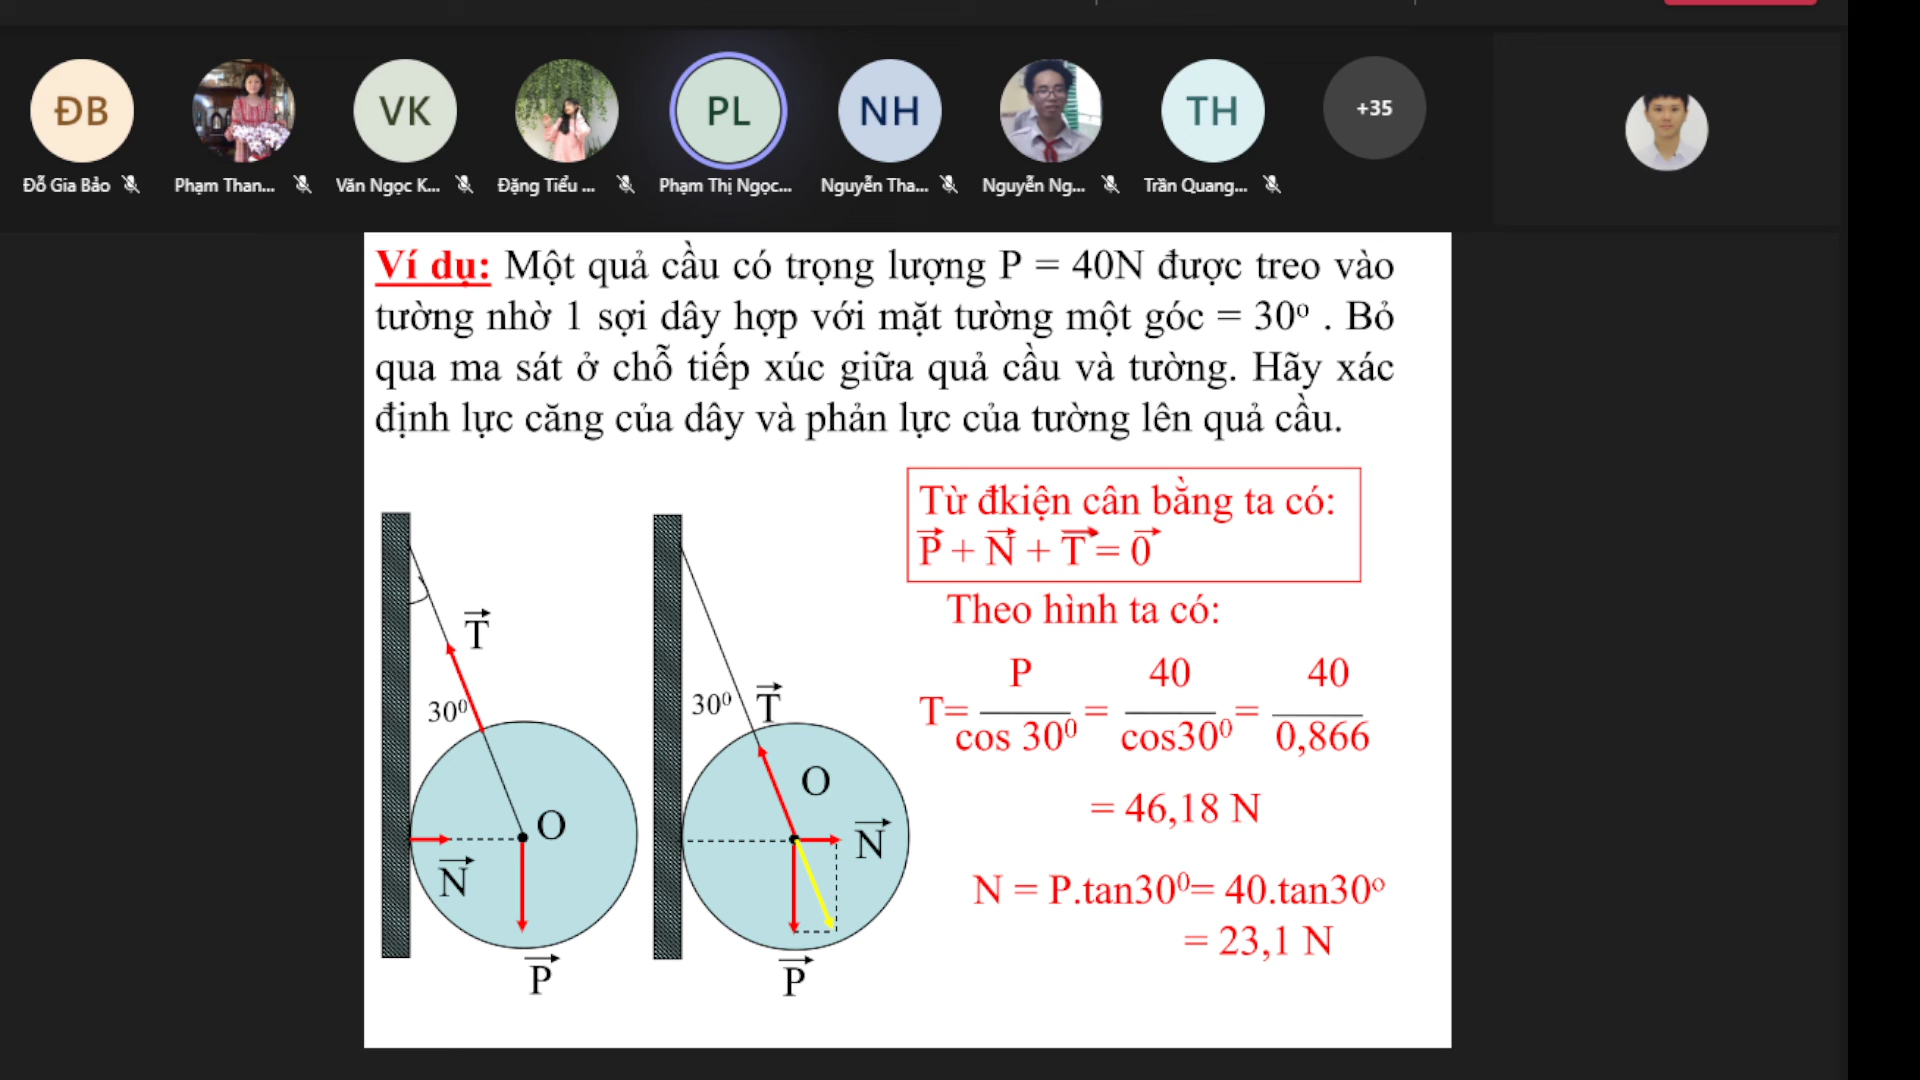 ĐB
VK
PL
NH
TH
+35
Đỗ Gia Bảo
Phạm Than...
Văn Ngọc K...
Đặng Tiểu ...
Phạm Thị Ngọc...
Nguyễn Tha...
Nguyễn Ng...
Trần Quang...
Ví dụ: Một quả cầu có trọng lượng P = 40N được treo vào
tường nhờ 1 sợi dây hợp với mặt tường một góc = 30º . Bỏ
qua ma sát ở chỗ tiếp xúc giữa quả cầu và tường. Hãy xác
định lực căng của dây và phản lực của tường lên quả cầu.
Từ đkiện cân bằng ta có:
P⃗ + N⃗ + T⃗ = 0⃗
Theo hình ta có:
T= P / cos 30⁰ = 40 / cos30⁰ = 40 / 0,866
= 46,18 N
N = P.tan30⁰= 40.tan30º
= 23,1 N
T⃗
30⁰
O
N⃗
P⃗
30⁰
T⃗
O
N⃗
P⃗